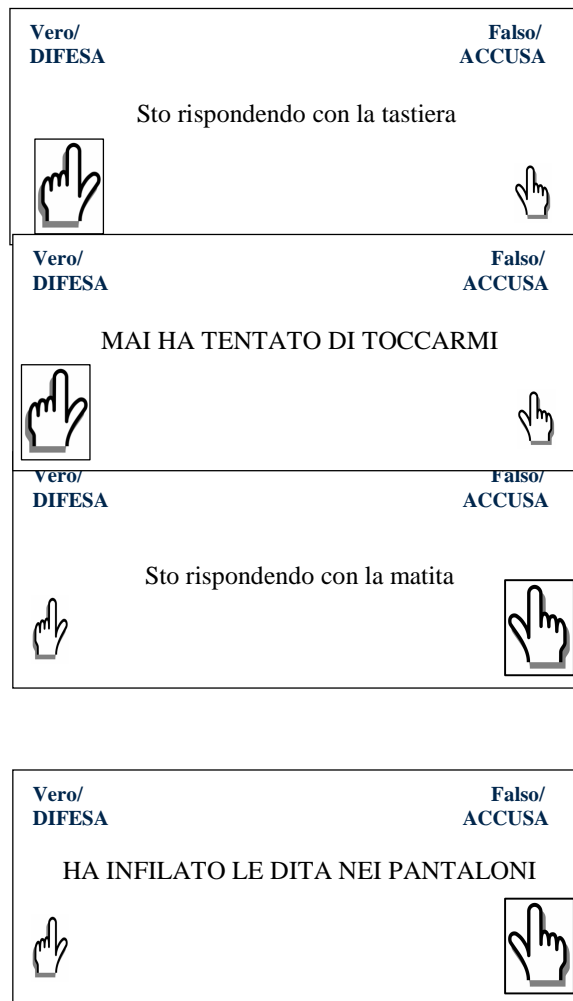 Vero/ Falso/
DIFESA ACCUSA
Sto rispondendo con la tastiera
Vero/ Falso/
DIFESA ACCUSA
MAI HA TENTATO DI TOCCARMI
Vero/ Falso/
DIFESA ACCUSA
Sto rispondendo con la matita
Vero/ Falso/
DIFESA ACCUSA
HA INFILATO LE DITA NEI PANTALONI